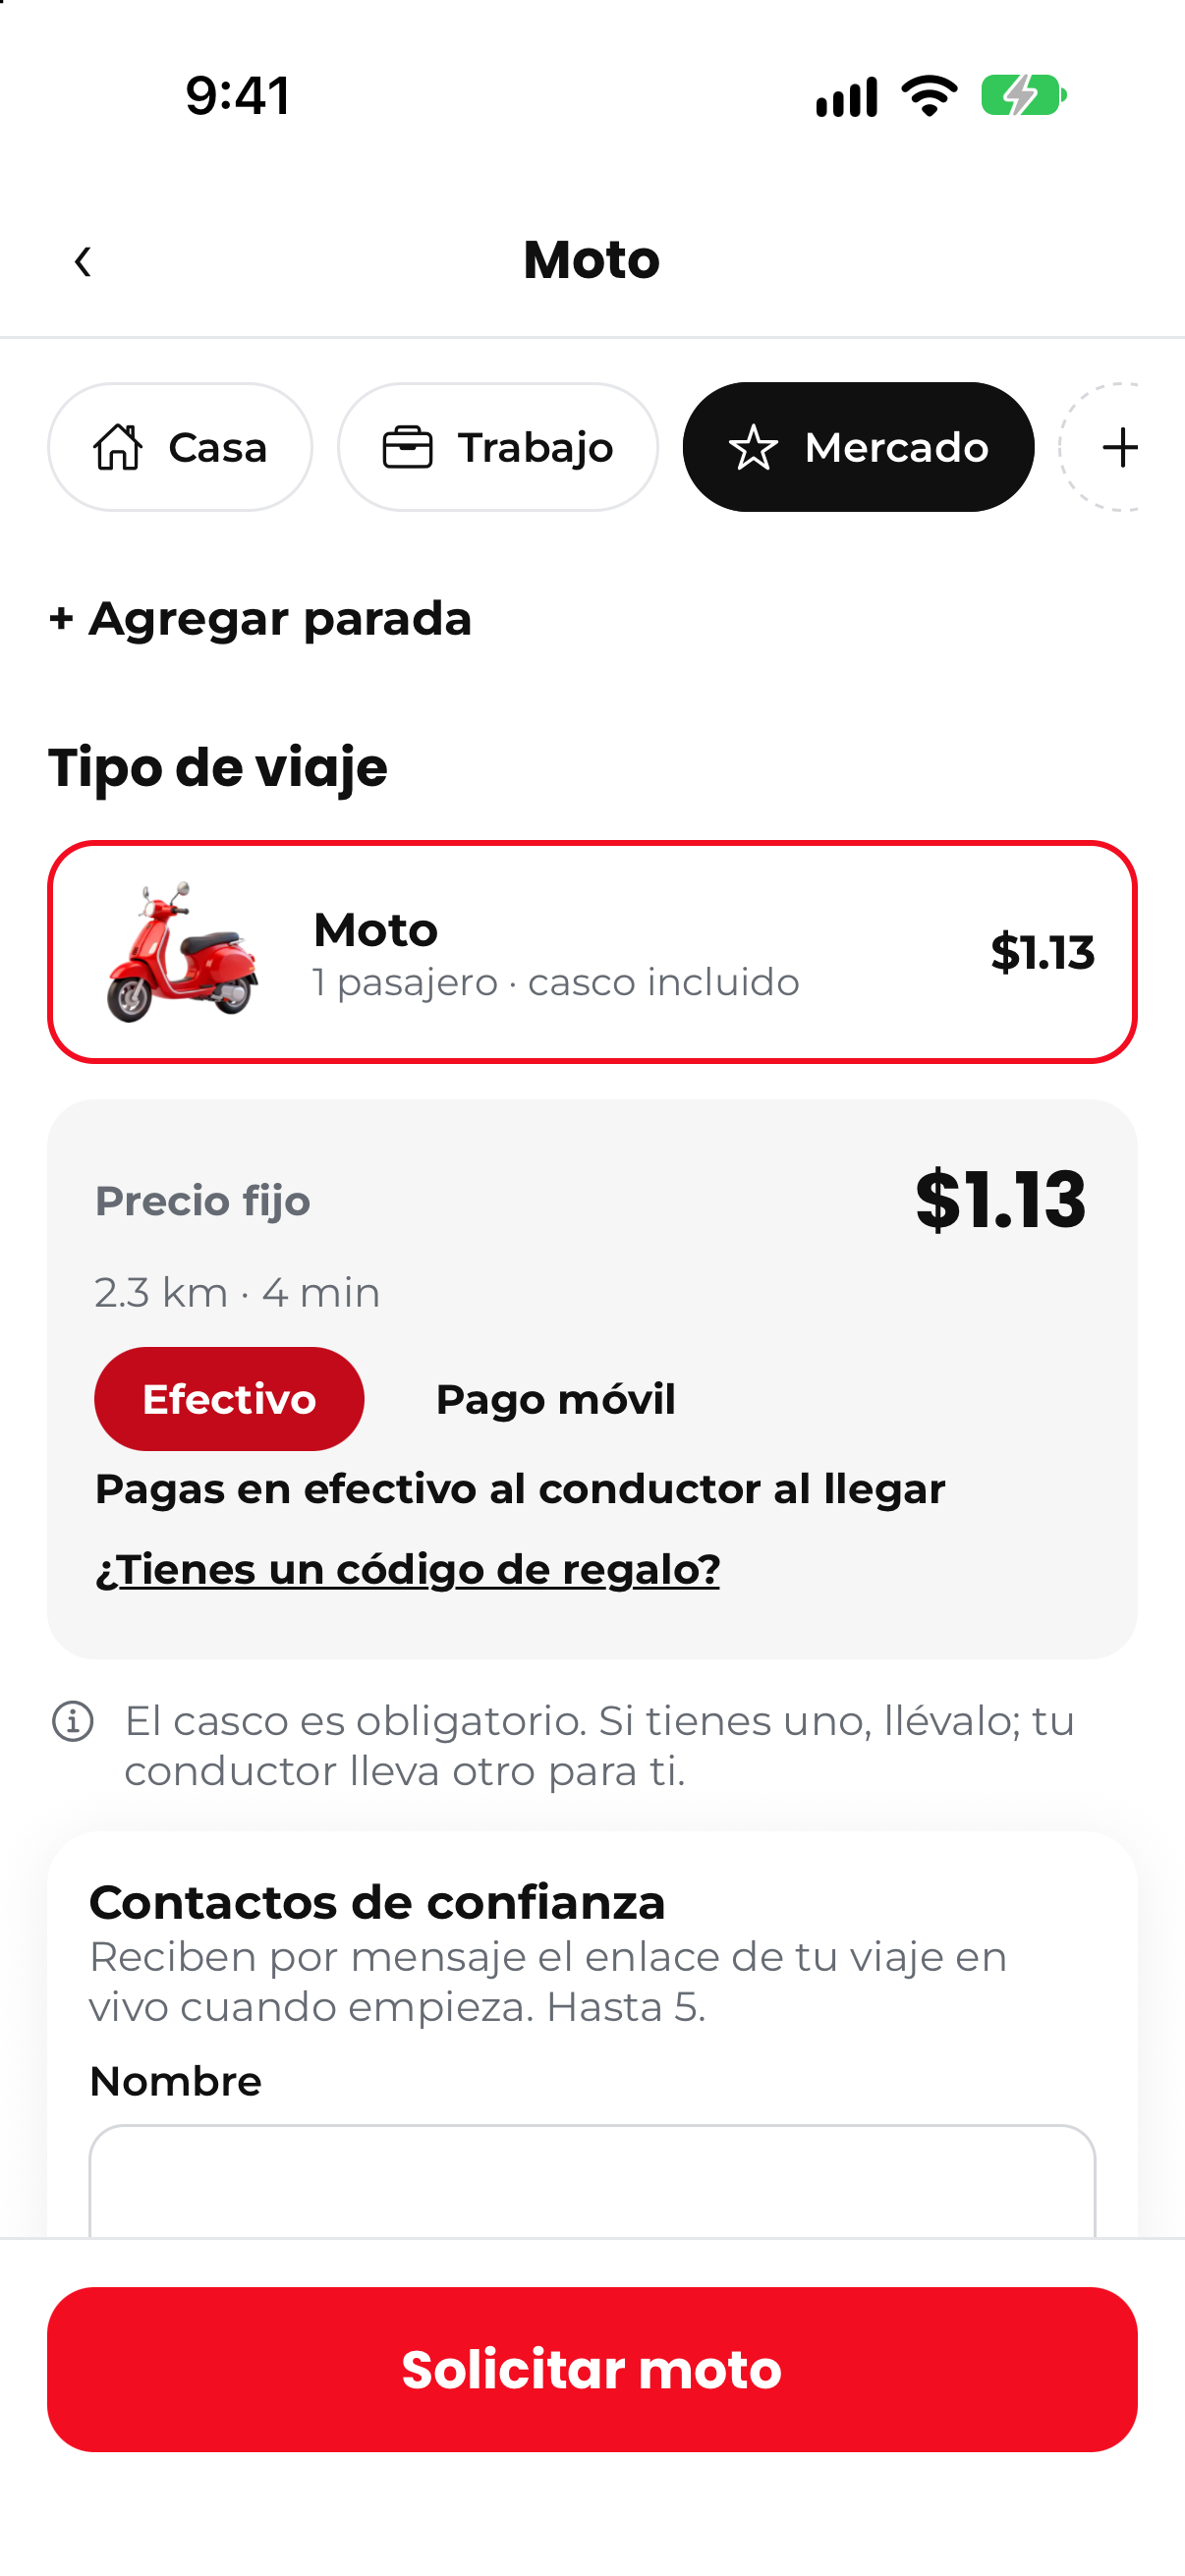 9:41
Moto
Casa
Trabajo
Mercado
+
+ Agregar parada
Tipo de viaje
Moto
1 pasajero · casco incluido
$1.13
Precio fijo
$1.13
2.3 km · 4 min
Efectivo
Pago móvil
Pagas en efectivo al conductor al llegar
¿Tienes un código de regalo?
El casco es obligatorio. Si tienes uno, llévalo; tu
conductor lleva otro para ti.
Contactos de confianza
Reciben por mensaje el enlace de tu viaje en
vivo cuando empieza. Hasta 5.
Nombre
Solicitar moto